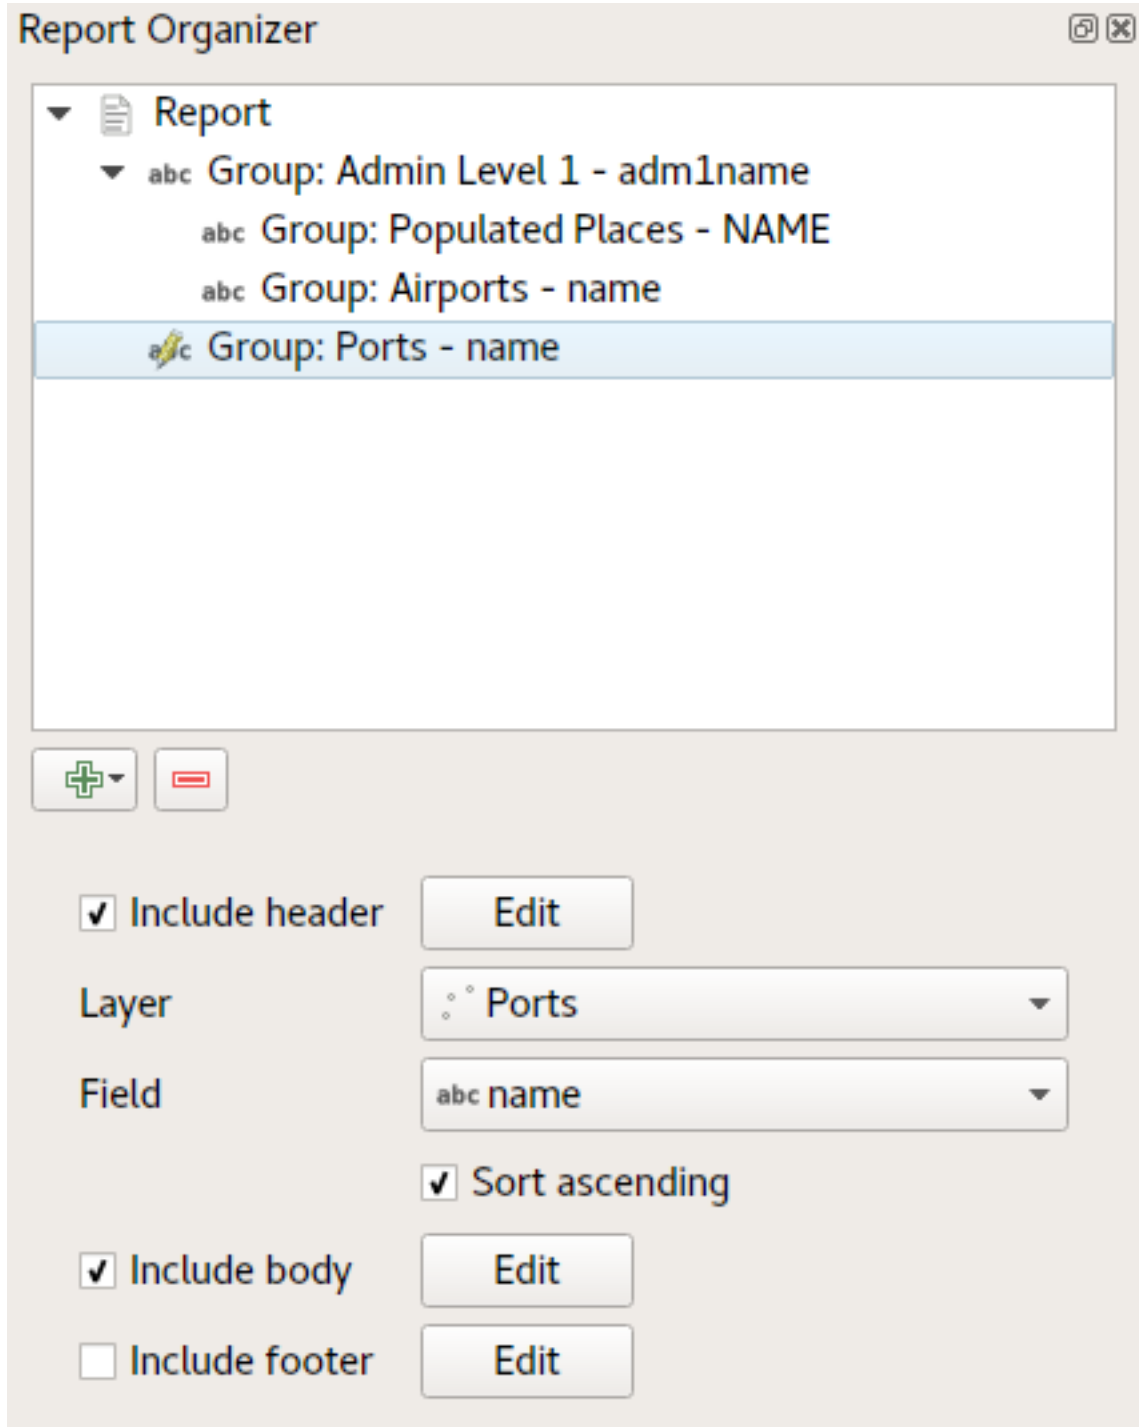 Report Organizer
Report
abc Group: Admin Level 1 - adm1name
abc Group: Populated Places - NAME
abc Group: Airports - name
abc Group: Ports - name
Include header Edit
Layer Ports
Field abc name
Sort ascending
Include body Edit
Include footer Edit